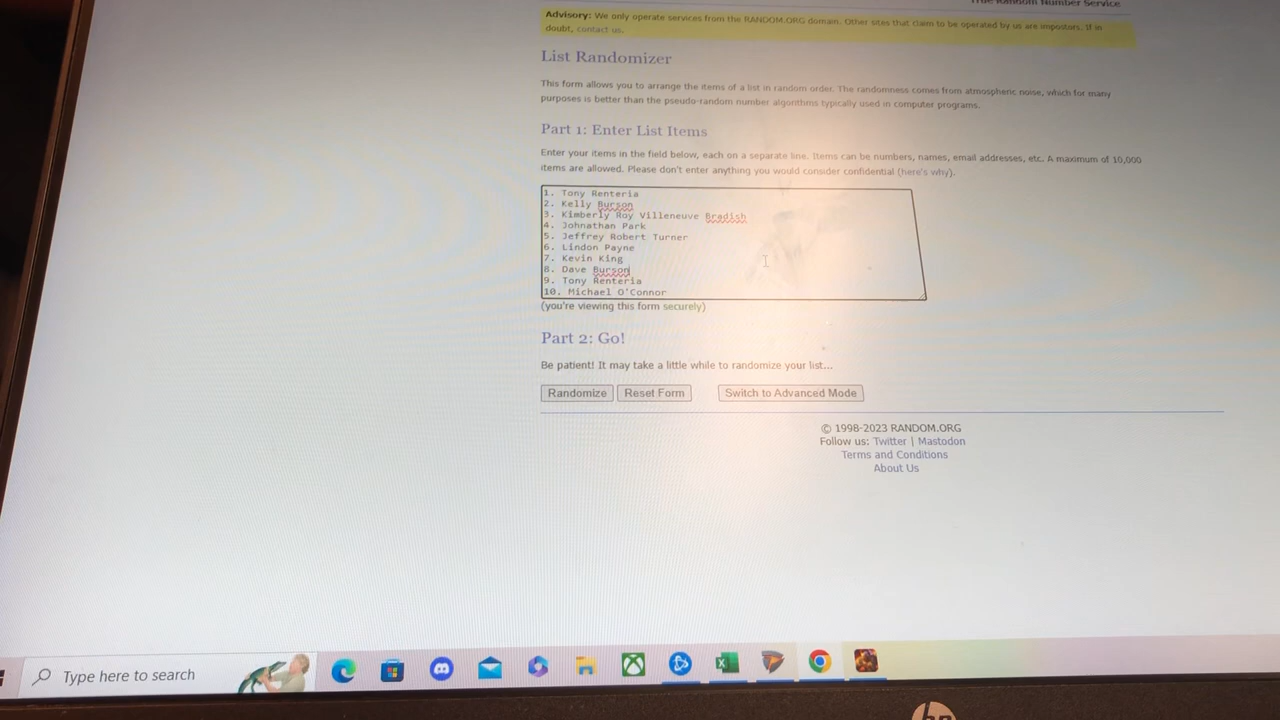 True Random Number Service
Advisory: We only operate services from the RANDOM.ORG domain. Other sites that claim to be operated by us are impostors. If in
doubt, contact us.
List Randomizer
This form allows you to arrange the items of a list in random order. The randomness comes from atmospheric noise, which for many
purposes is better than the pseudo-random number algorithms typically used in computer programs.
Part 1: Enter List Items
Enter your items in the field below, each on a separate line. Items can be numbers, names, email addresses, etc. A maximum of 10,000
items are allowed. Please don't enter anything you would consider confidential (here's why).
1. Tony Renteria
2. Kelly Burson
3. Kimberly Roy Villeneuve Bradish
4. Johnathan Park
5. Jeffrey Robert Turner
6. Lindon Payne
7. Kevin King
8. Dave Burson
9. Tony Renteria
10. Michael O'Connor
(you're viewing this form securely)
Part 2: Go!
Be patient! It may take a little while to randomize your list...
Randomize Reset Form Switch to Advanced Mode
© 1998-2023 RANDOM.ORG
Follow us: Twitter | Mastodon
Terms and Conditions
About Us
Type here to search
hp